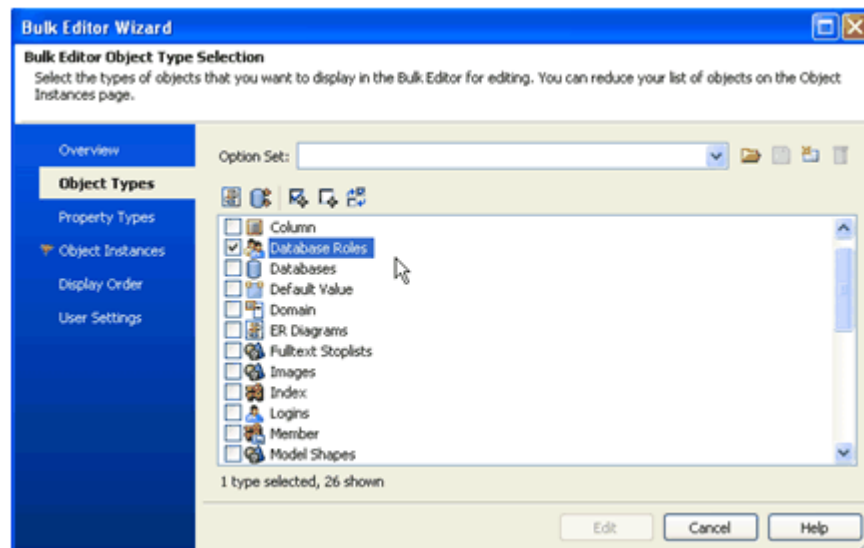 Bulk Editor Wizard
Bulk Editor Object Type Selection
Select the types of objects that you want to display in the Bulk Editor for editing. You can reduce your list of objects on the Object
Instances page.
Overview
Object Types
Property Types
Object Instances
Display Order
User Settings
Option Set:
Column
Database Roles
Databases
Default Value
Domain
ER Diagrams
Fulltext Stoplists
Images
Index
Logins
Member
Model Shapes
1 type selected, 26 shown
Edit
Cancel
Help